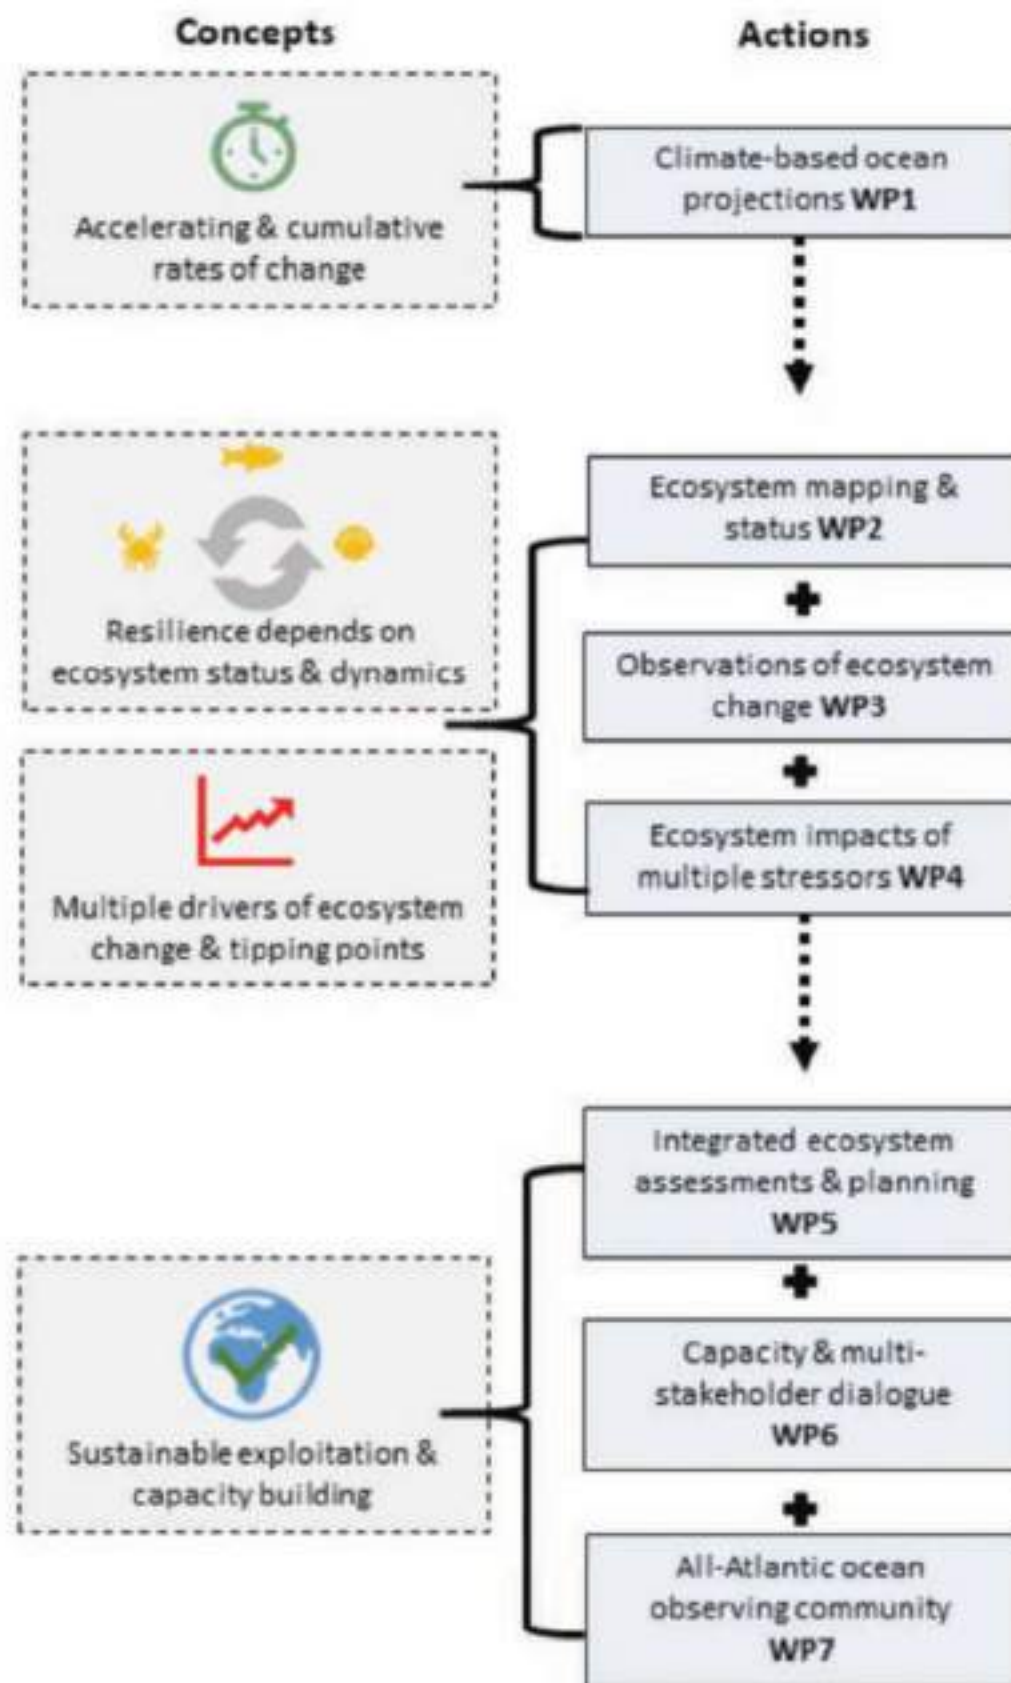 Concepts
Actions
Accelerating & cumulative
rates of change
Climate-based ocean
projections WP1
Resilience depends on
ecosystem status & dynamics
Multiple drivers of ecosystem
change & tipping points
Ecosystem mapping &
status WP2
Observations of ecosystem
change WP3
Ecosystem impacts of
multiple stressors WP4
Sustainable exploitation &
capacity building
Integrated ecosystem
assessments & planning
WP5
Capacity & multi-
stakeholder dialogue
WP6
All-Atlantic ocean
observing community
WP7